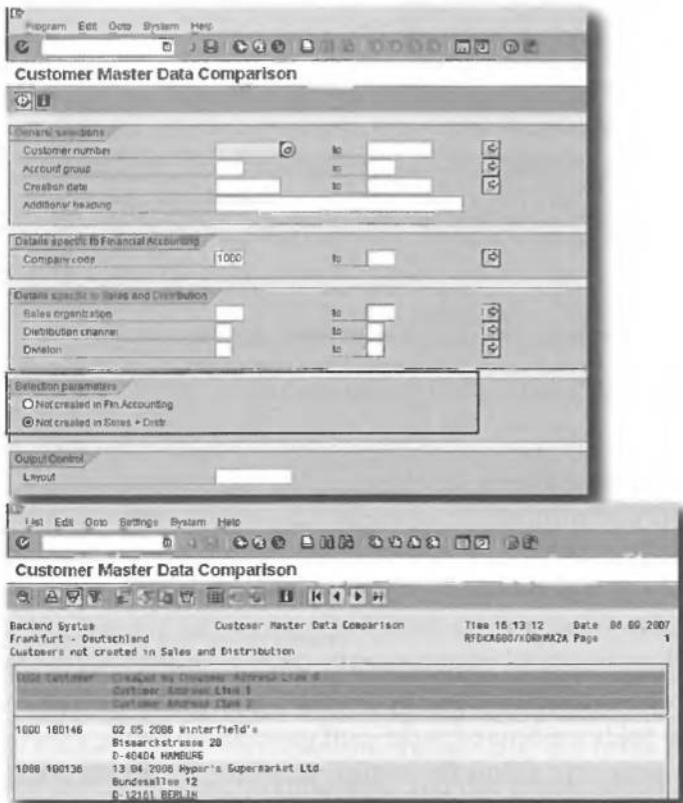 Program Edit Goto System Help
Customer Master Data Comparison
General selections
Customer number to
Account group to
Creation date to
Additional heading
Details specific to Financial Accounting
Company code 1000 to
Details specific to Sales and Distribution
Sales organization to
Distribution channel to
Division to
Selection parameters
Not created in Fin.Accounting
Not created in Sales + Distr
Output Control
Layout
List Edit Goto Settings System Help
Customer Master Data Comparison
Backend System Customer Master Data Comparison Time 16 13 12 Date
Frankfurt - Deutschland Page 1
Customers not created in Sales and Distribution
Customer
Customer Address Line 1
Customer Address Line 2
1000 100146 02 05 2006 Winterfield's
Bismarckstrasse 20
HAMBURG
100136 13 04 2006 Hyper's Supermarket Ltd
Bundesallee 12
D-12161 BERLIN